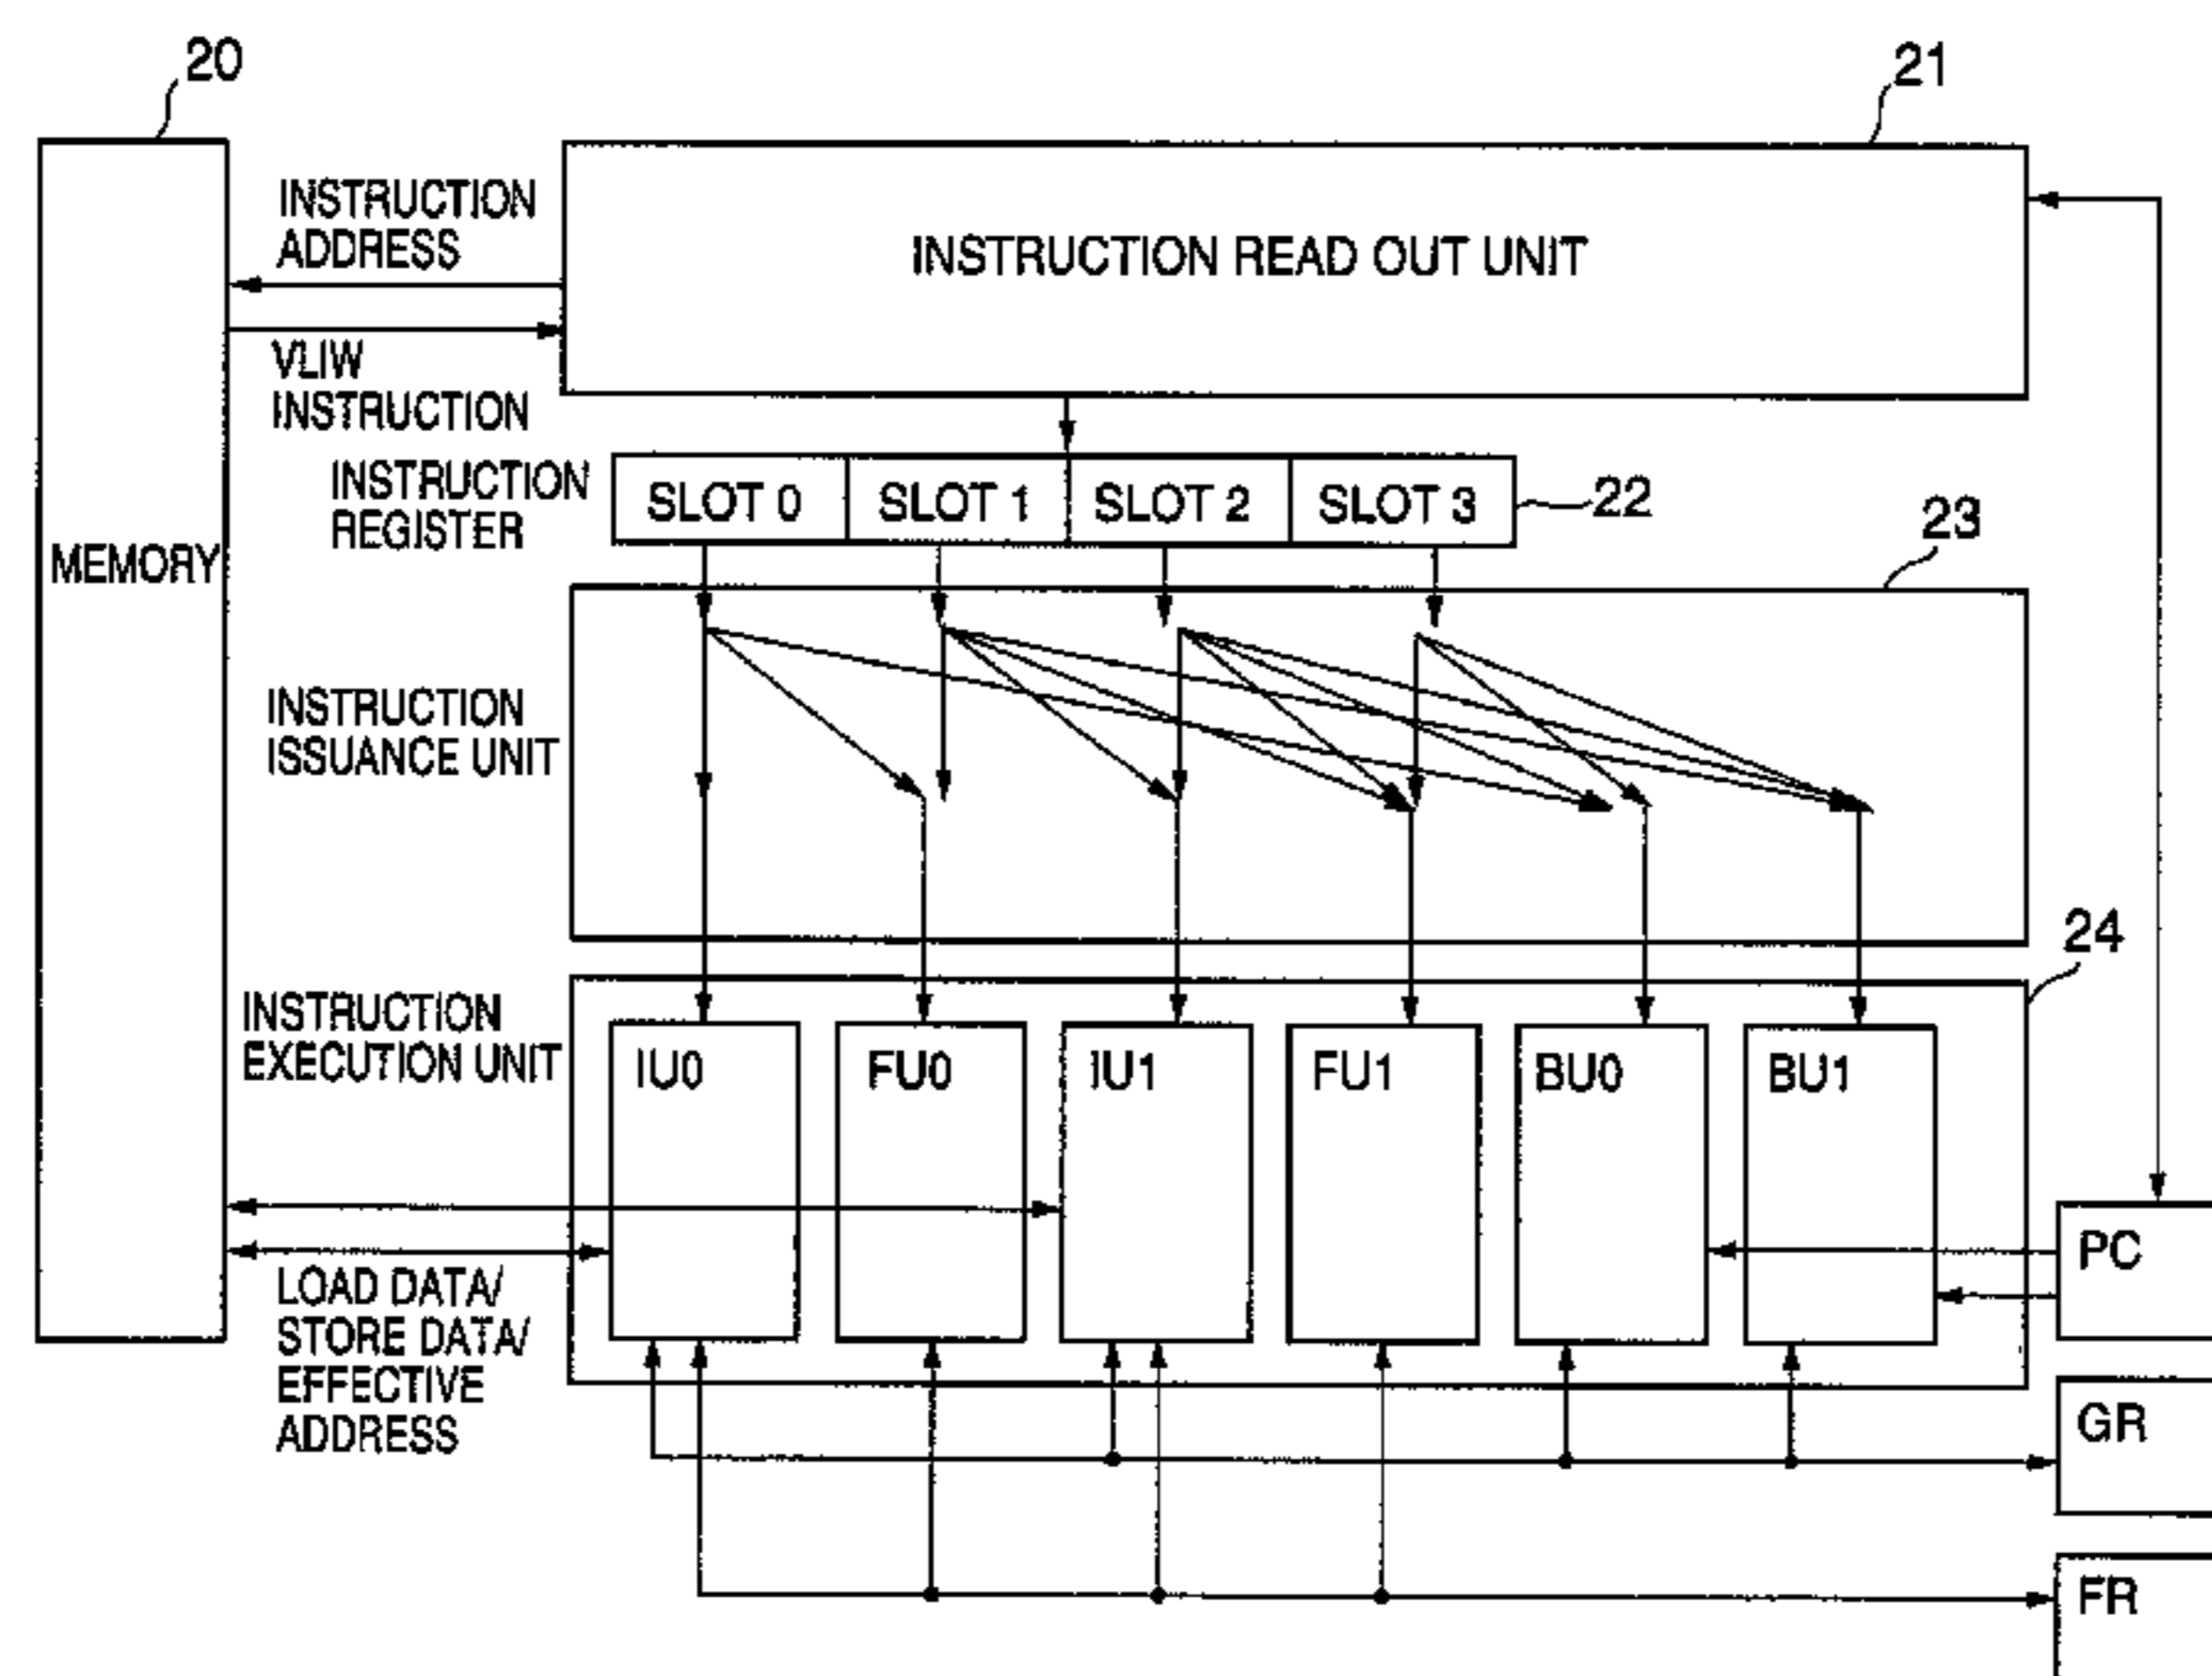 20
21
INSTRUCTION
ADDRESS
INSTRUCTION READ OUT UNIT
VLIW
INSTRUCTION
INSTRUCTION
REGISTER
SLOT 0
SLOT 1
SLOT 2
SLOT 3
22
23
MEMORY
INSTRUCTION
ISSUANCE UNIT
24
INSTRUCTION
EXECUTION UNIT
IU0
FU0
IU1
FU1
BU0
BU1
PC
LOAD DATA/
STORE DATA/
EFFECTIVE
ADDRESS
GR
FR